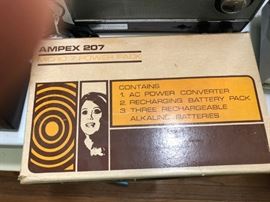 AMPEX 207
MICRO 7 POWER PACK
CONTAINS
1. AC POWER CONVERTER
2. RECHARGING BATTERY PACK
3. THREE RECHARGEABLE
ALKALINE BATTERIES